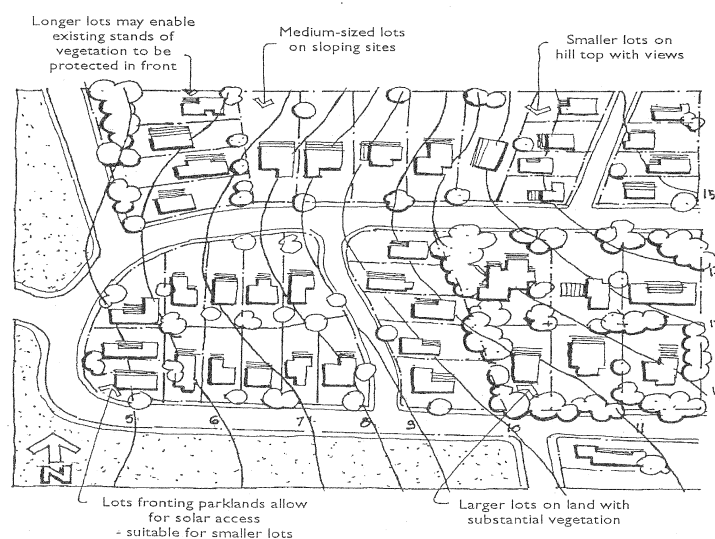 Longer lots may enable
existing stands of
vegetation to be
protected in front
Medium-sized lots
on sloping sites
Smaller lots on
hill top with views
15
5
6
7
8
9
10
11
N
Lots fronting parklands allow
for solar access
- suitable for smaller lots
Larger lots on land with
substantial vegetation